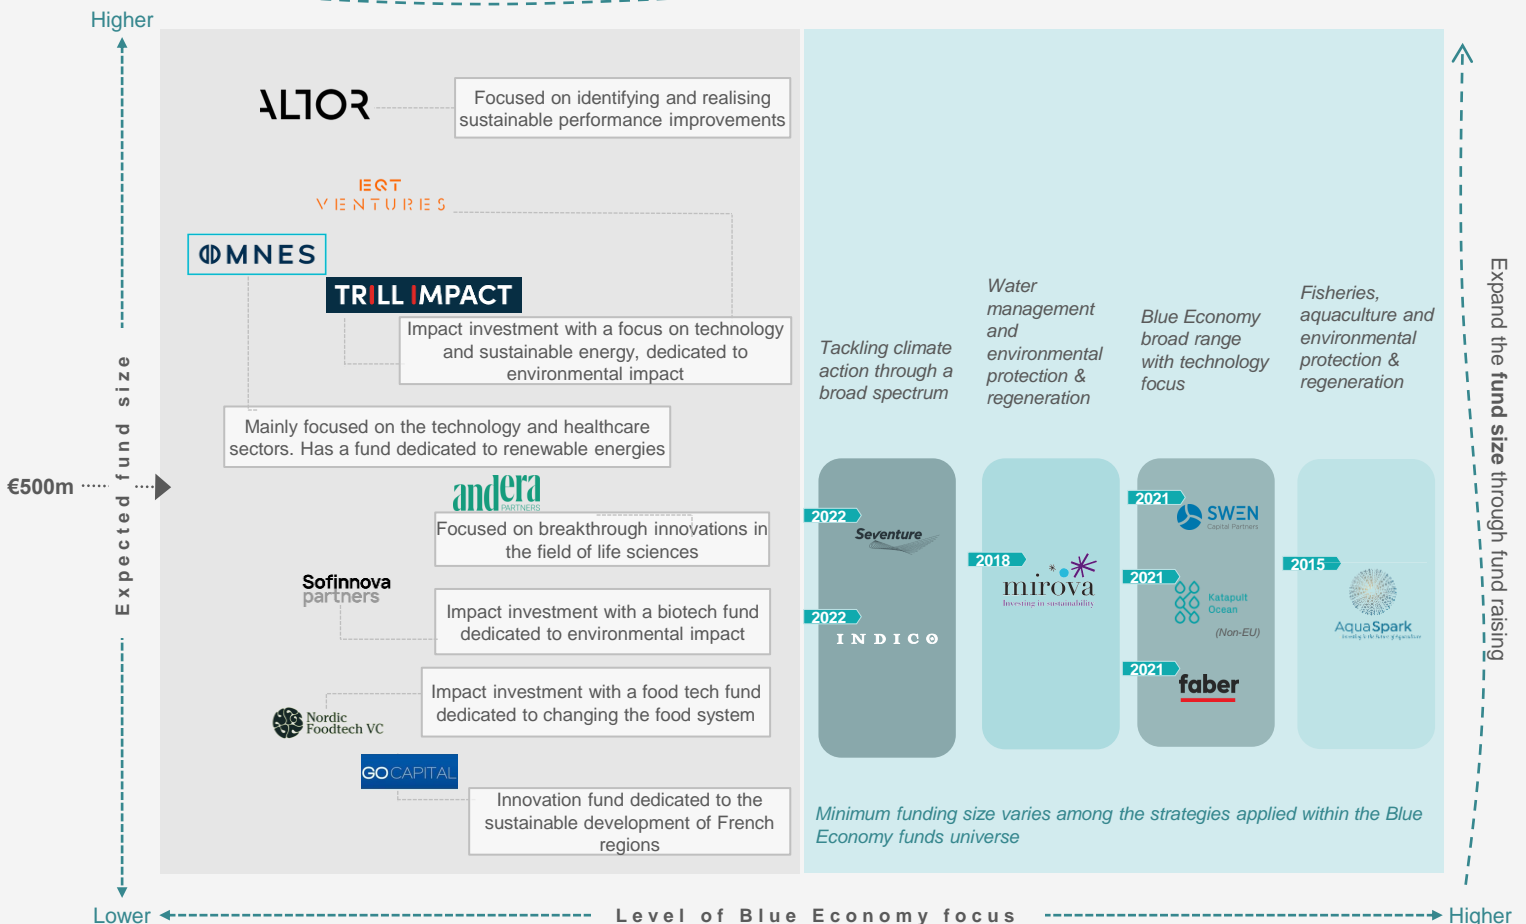 Higher
ALTOR
Focused on identifying and realising
sustainable performance improvements
EQT
VENTURES
OMNES
TRILL IMPACT
Impact investment with a focus on technology
and sustainable energy, dedicated to
environmental impact
Mainly focused on the technology and healthcare
sectors. Has a fund dedicated to renewable energies
Expected fund size
€500m
andera
PARTNERS
Focused on breakthrough innovations in
the field of life sciences
Sofinnova
partners
Impact investment with a biotech fund
dedicated to environmental impact
Nordic
Foodtech VC
Impact investment with a food tech fund
dedicated to changing the food system
GO CAPITAL
Innovation fund dedicated to the
sustainable development of French
regions
Tackling climate
action through a
broad spectrum
2022
Seventure
2022
INDICO
Water
management
and
environmental
protection &
regeneration
2018
mirova
Investing in sustainability
Blue Economy
broad range
with technology
focus
2021
SWEN
Capital Partners
2021
Katapult
Ocean
(Non-EU)
2021
faber
Fisheries,
aquaculture and
environmental
protection &
regeneration
2015
AquaSpark
Minimum funding size varies among the strategies applied within the Blue
Economy funds universe
Expand the fund size through fund raising
Lower
Level of Blue Economy focus
Higher